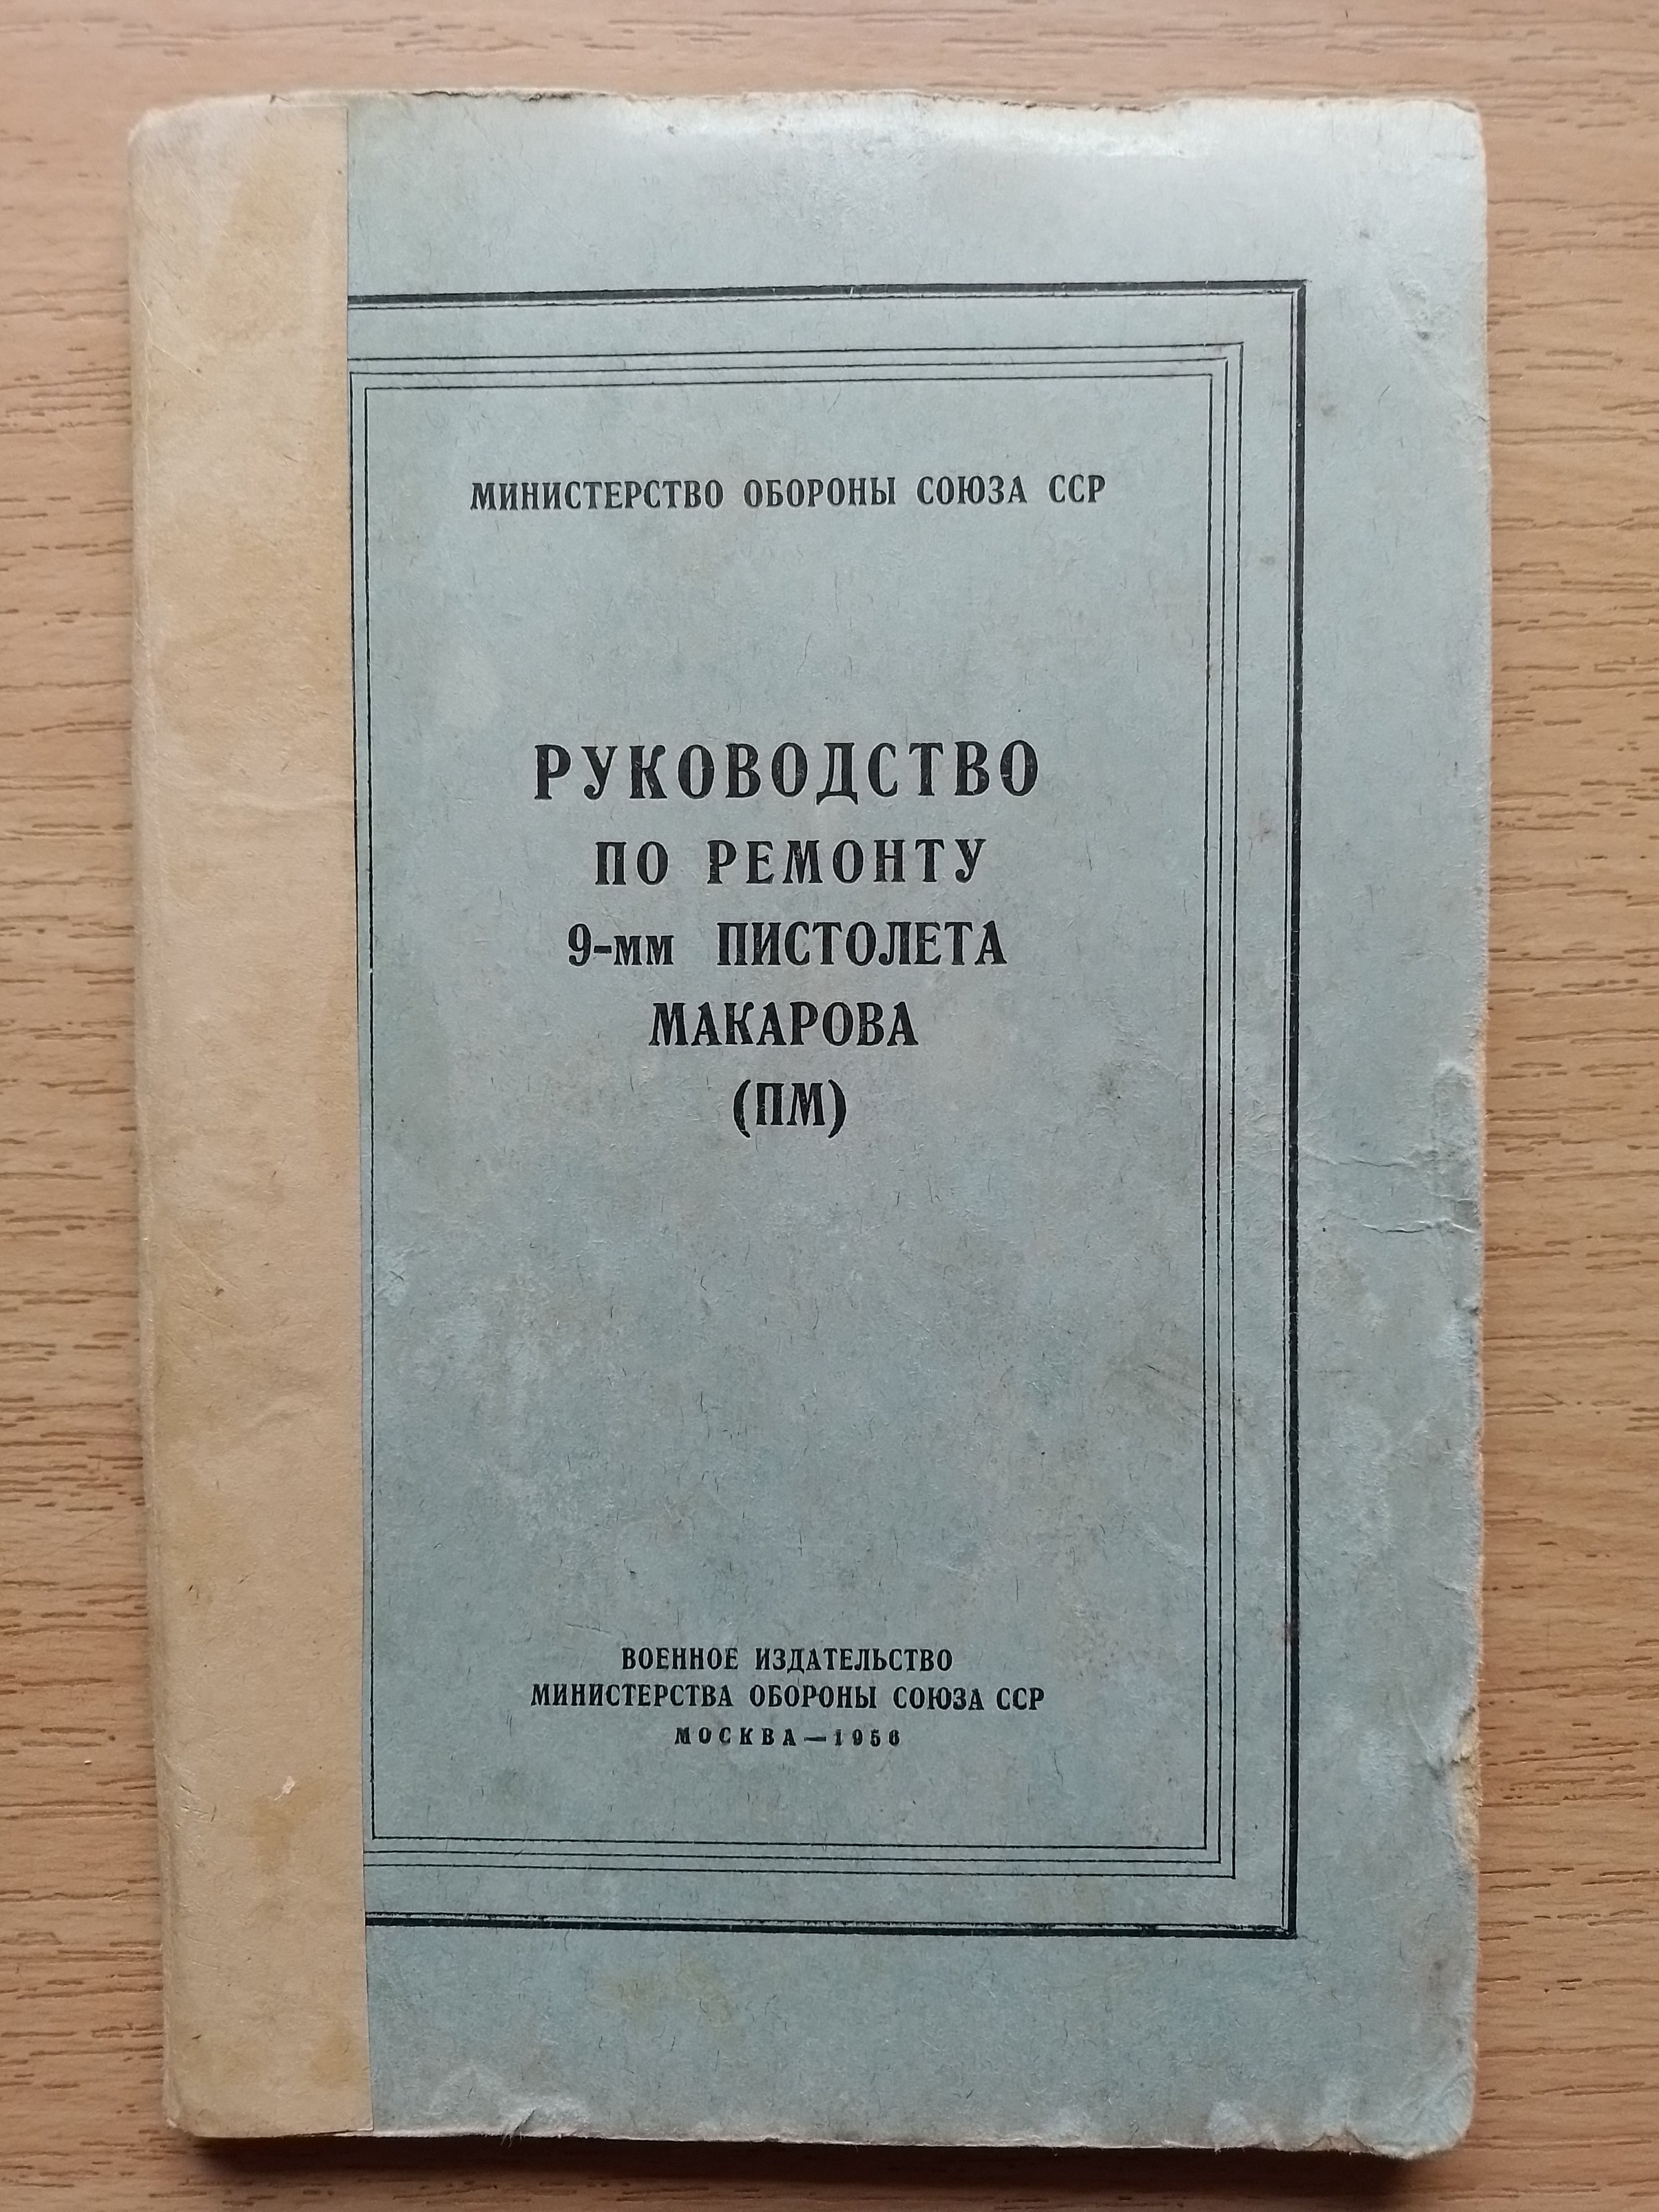 МИНИСТЕРСТВО ОБОРОНЫ СОЮЗА ССР
РУКОВОДСТВО
ПО РЕМОНТУ
9-мм ПИСТОЛЕТА
МАКАРОВА
(ПМ)
ВОЕННОЕ ИЗДАТЕЛЬСТВО
МИНИСТЕРСТВА ОБОРОНЫ СОЮЗА ССР
МОСКВА—1956